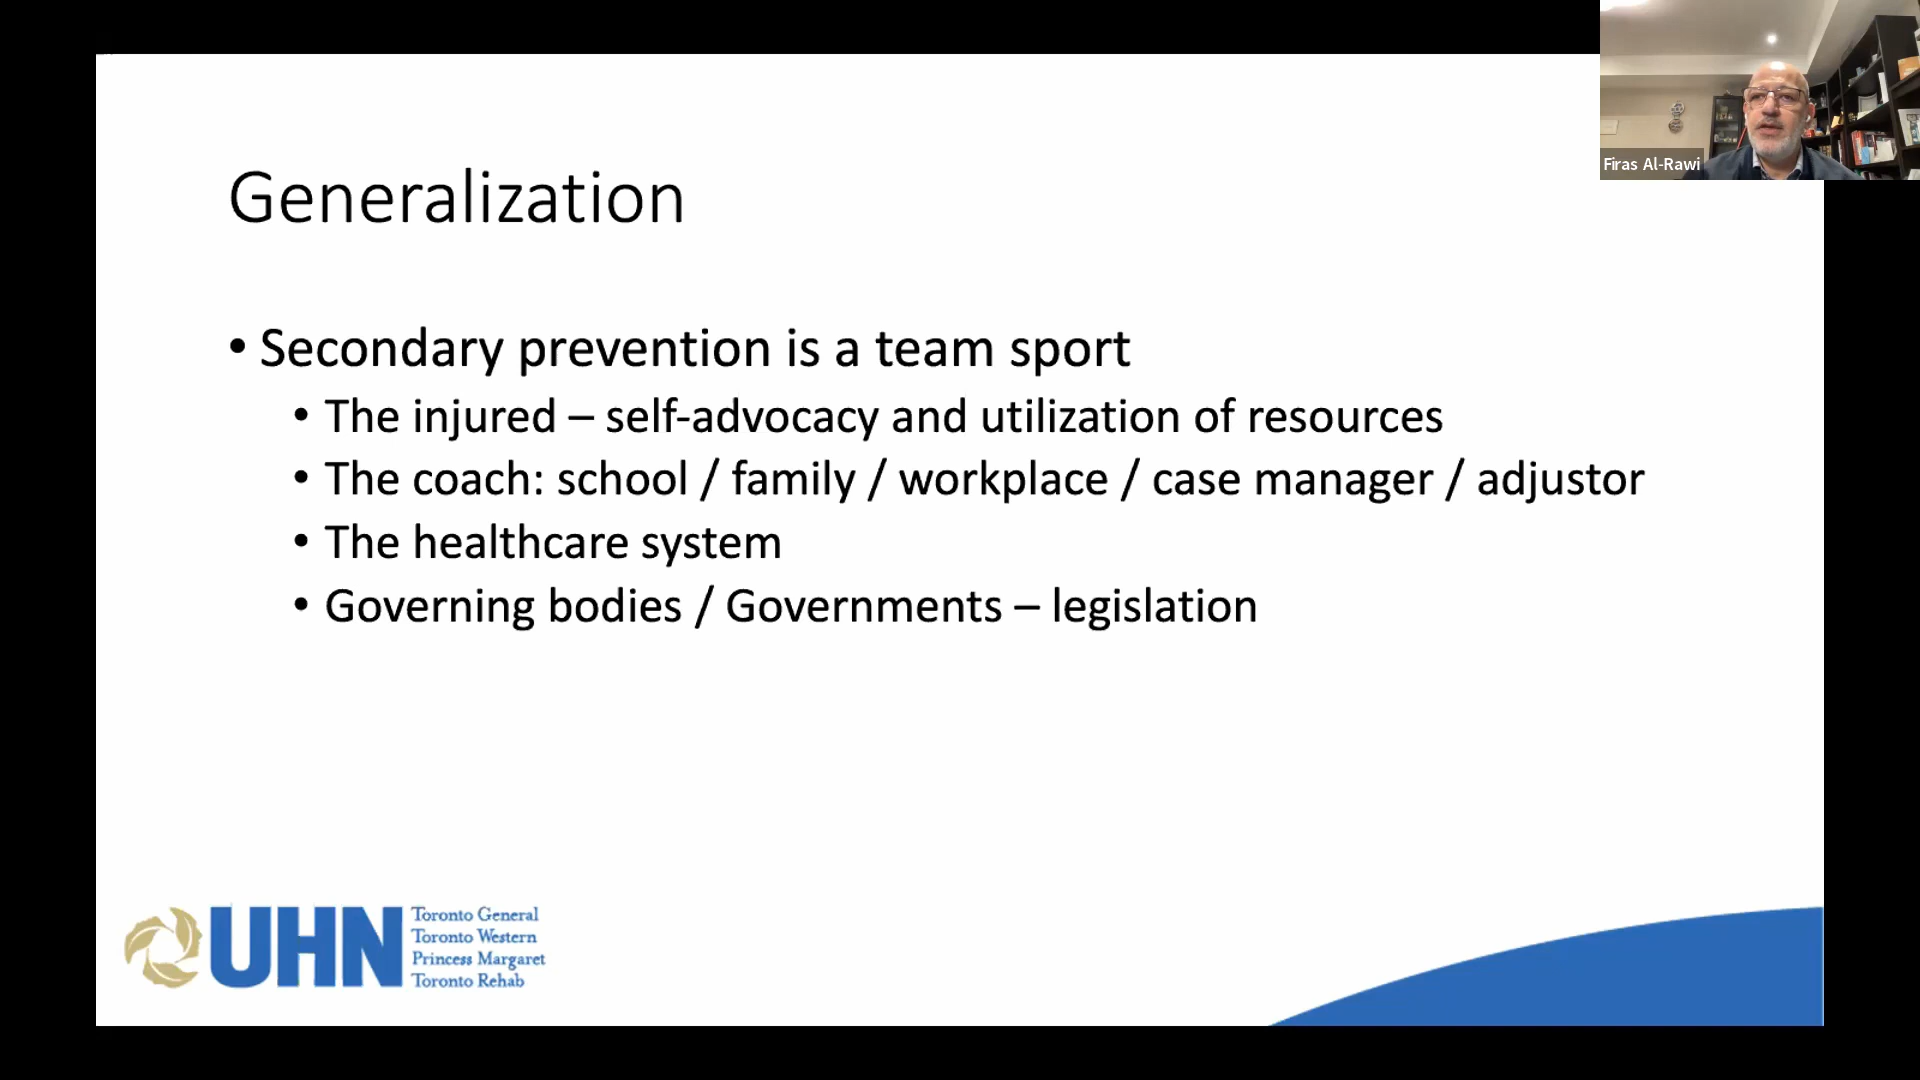 Firas Al-Rawi
Generalization
• Secondary prevention is a team sport
• The injured – self-advocacy and utilization of resources
• The coach: school / family / workplace / case manager / adjustor
• The healthcare system
• Governing bodies / Governments – legislation
UHN
Toronto General
Toronto Western
Princess Margaret
Toronto Rehab